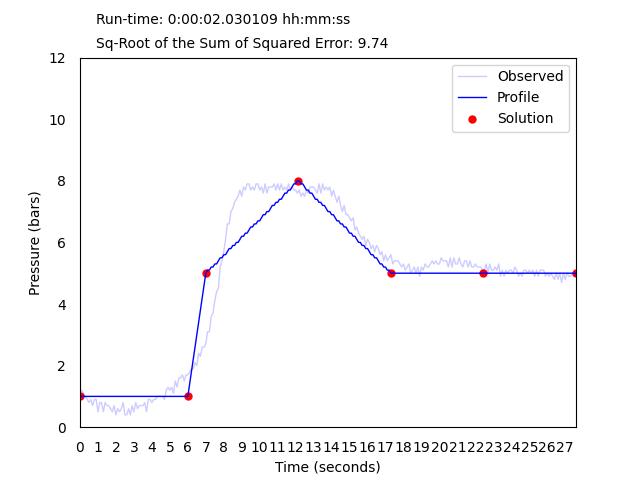 Run-time: 0:00:02.030109 hh:mm:ss
Sq-Root of the Sum of Squared Error: 9.74
Observed
Profile
Solution
12
10
8
6
4
2
0
Pressure (bars)
0 1 2 3 4 5 6 7 8 9 10 11 12 13 14 15 16 17 18 19 20 21 22 23 24 25 26 27
Time (seconds)